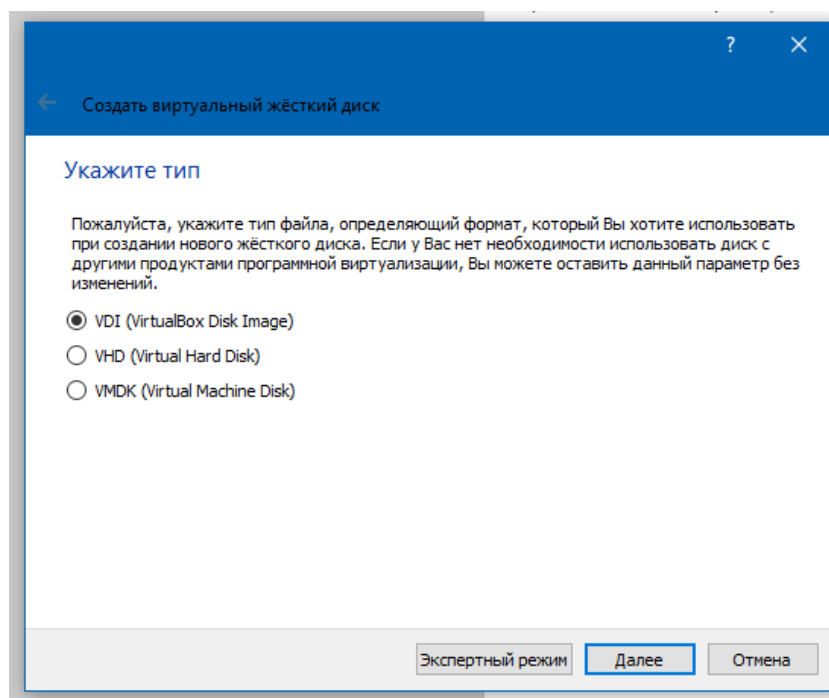 ?
Создать виртуальный жёсткий диск
Укажите тип
Пожалуйста, укажите тип файла, определяющий формат, который Вы хотите использовать
при создании нового жёсткого диска. Если у Вас нет необходимости использовать диск с
другими продуктами программной виртуализации, Вы можете оставить данный параметр без
изменений.
VDI (VirtualBox Disk Image)
VHD (Virtual Hard Disk)
VMDK (Virtual Machine Disk)
Экспертный режим Далее Отмена